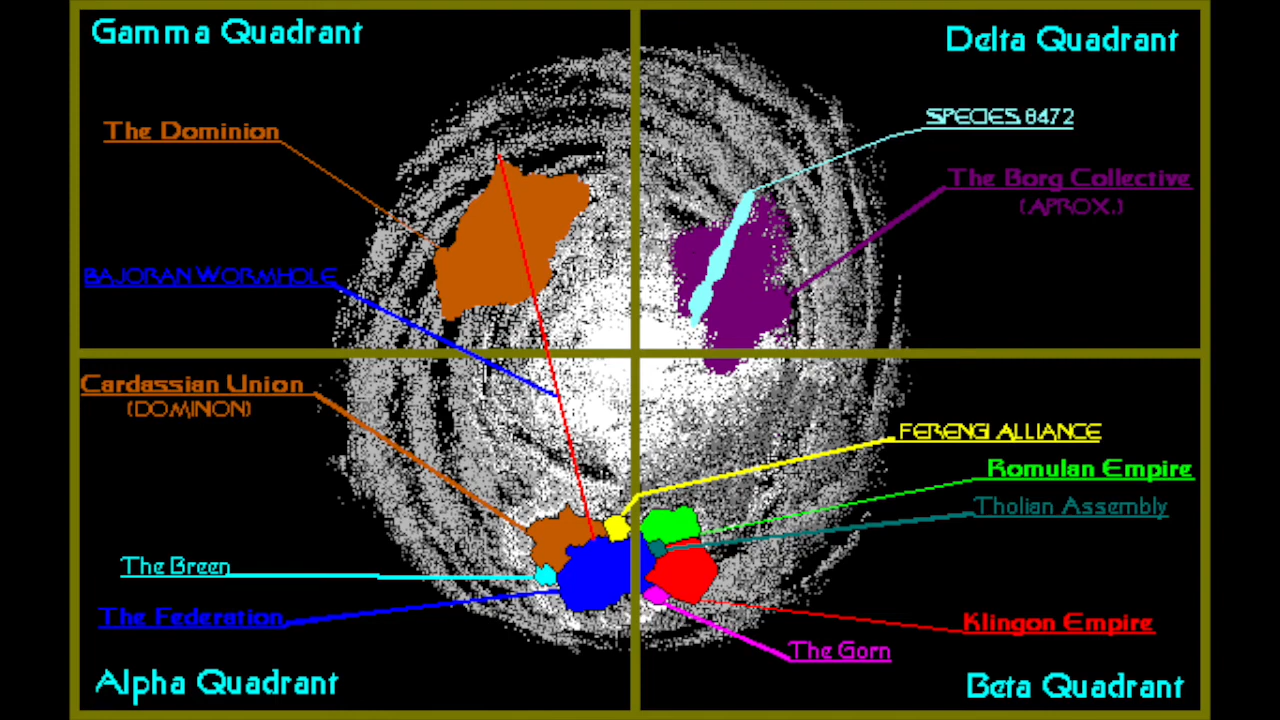 Gamma Quadrant
Delta Quadrant
The Dominion
SPECIES 8472
The Borg Collective
(APROX.)
BAJORAN WORMHOLE
Cardassian Union
(DOMINON)
FERENGI ALLIANCE
Romulan Empire
Tholian Assembly
The Breen
The Federation
Klingon Empire
The Gorn
Alpha Quadrant
Beta Quadrant